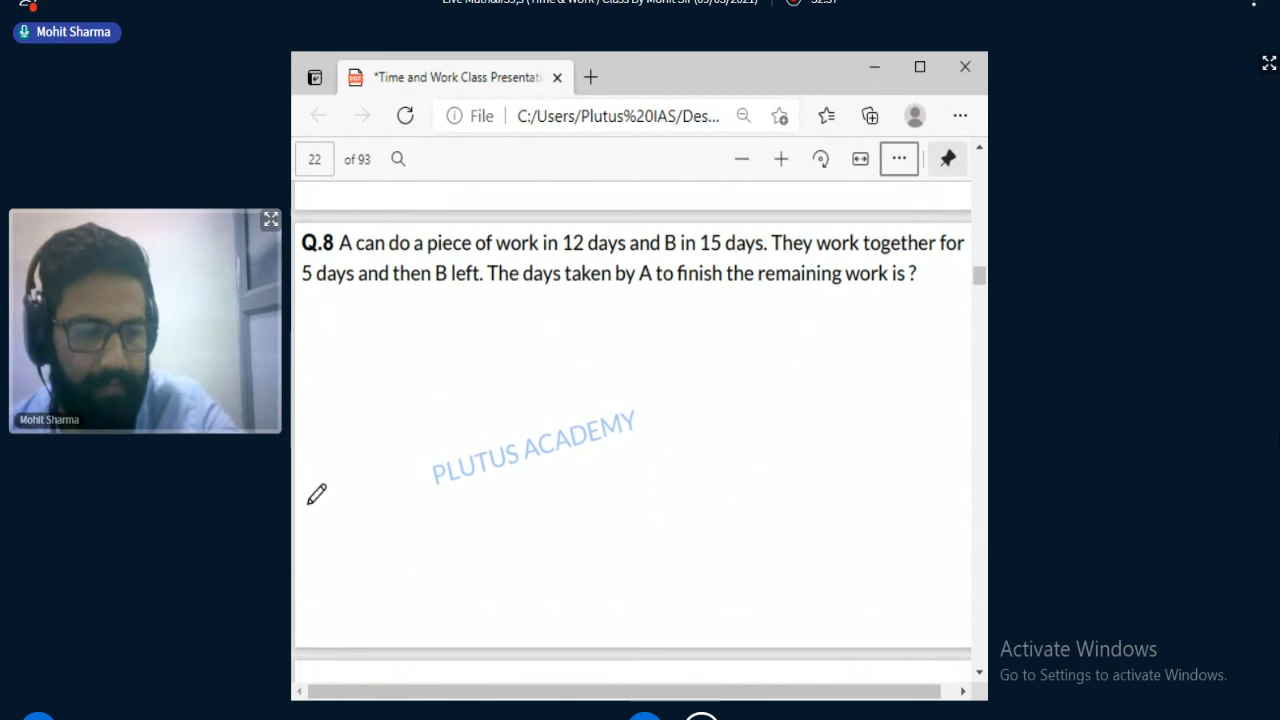 Mohit Sharma
*Time and Work Class Presentati
File
C:/Users/Plutus%20IAS/Des...
22
of 93
Q.8 A can do a piece of work in 12 days and B in 15 days. They work together for
5 days and then B left. The days taken by A to finish the remaining work is ?
PLUTUS ACADEMY
Mohit Sharma
Activate Windows
Go to Settings to activate Windows.